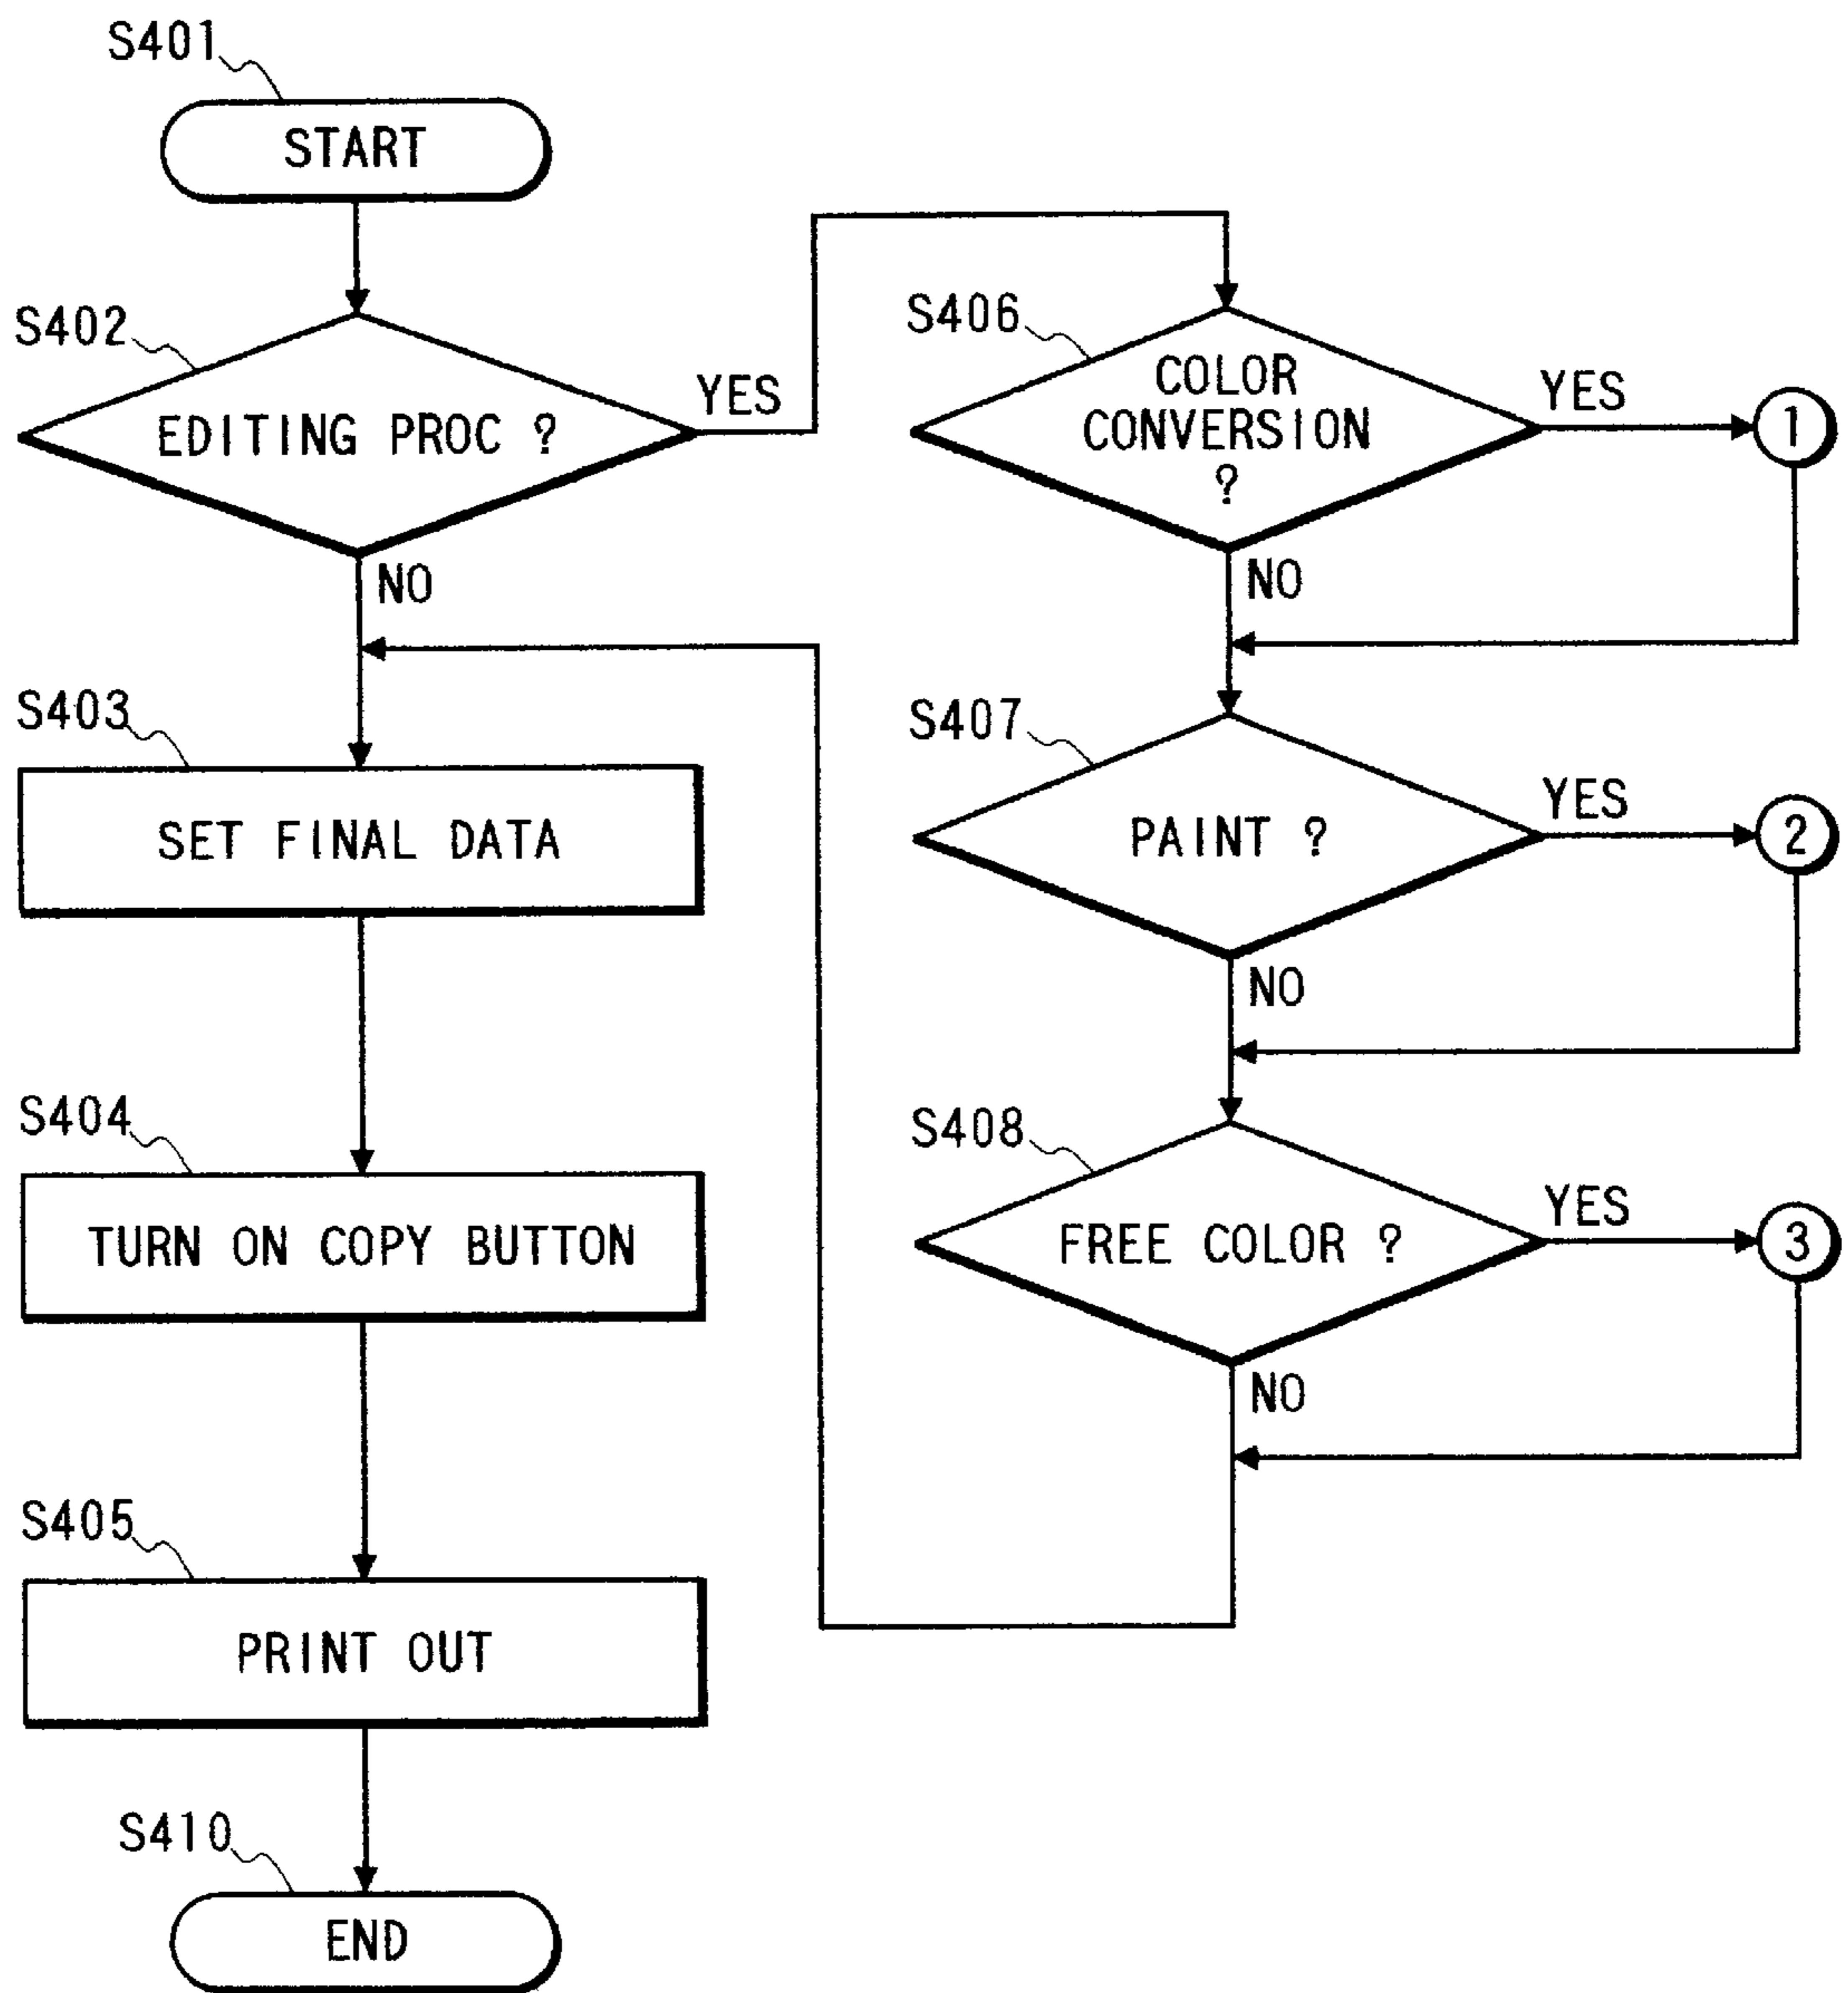 S401
START
S402
EDITING PROC ?
YES
NO
S403
SET FINAL DATA
S404
TURN ON COPY BUTTON
S405
PRINT OUT
S410
END
S406
COLOR
CONVERSION
?
YES
1
NO
S407
PAINT ?
YES
2
NO
S408
FREE COLOR ?
YES
3
NO